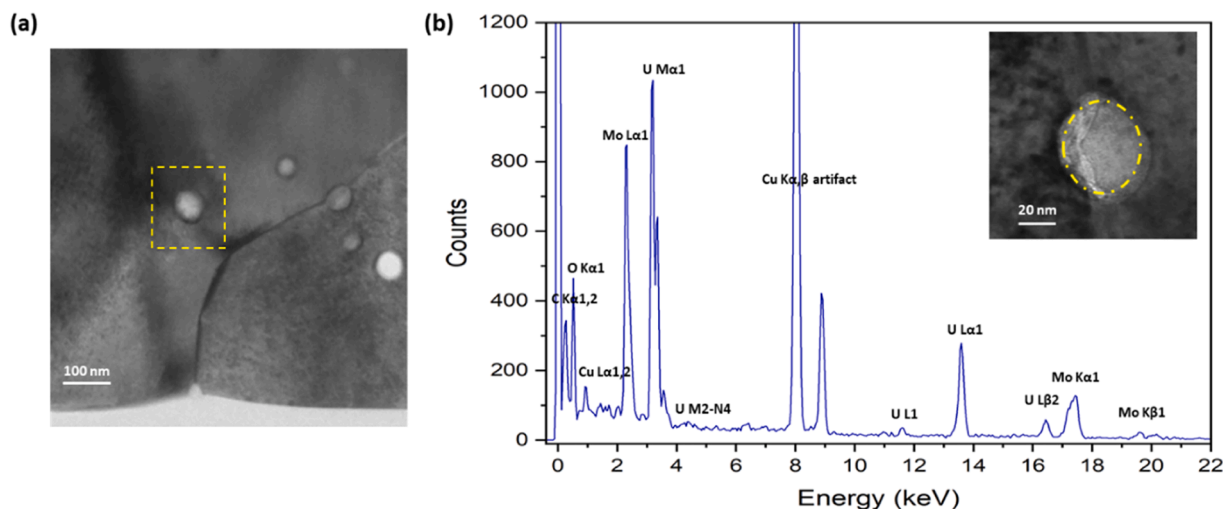 (a)
100 nm
(b)
Counts
1200
1000
800
600
400
200
0
U Mα1
Mo Lα1
Cu Kα,β artifact
O Kα1
C Kα1,2
Cu Lα1,2
U M2-N4
U L1
U Lα1
U Lβ2
Mo Kα1
Mo Kβ1
20 nm
0 2 4 6 8 10 12 14 16 18 20 22
Energy (keV)